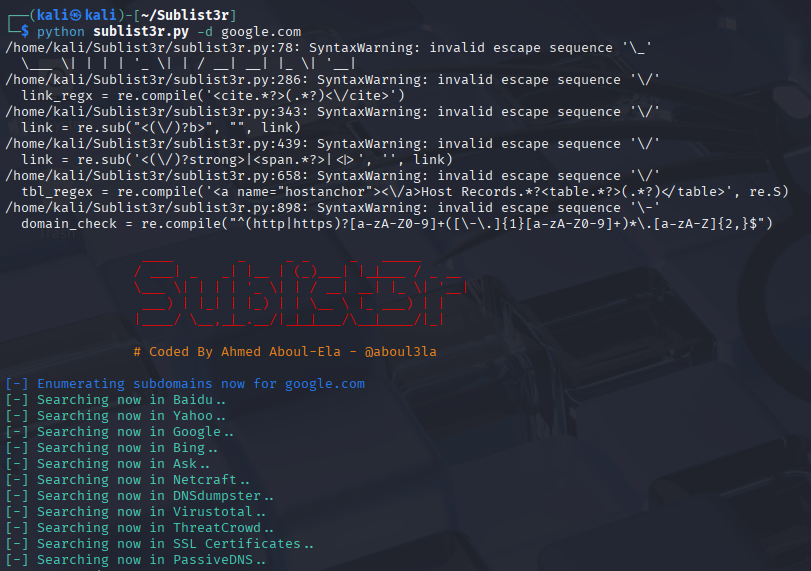 ┌──(kali㉿kali)-[~/Sublist3r]
└─$ python sublist3r.py -d google.com
/home/kali/Sublist3r/sublist3r.py:78: SyntaxWarning: invalid escape sequence '\_'
  \___ \| | | | '_ \| | / __| __| |_ \| '__|
/home/kali/Sublist3r/sublist3r.py:286: SyntaxWarning: invalid escape sequence '\/'
  link_regx = re.compile('<cite.*?>(.*?)<\/cite>')
/home/kali/Sublist3r/sublist3r.py:343: SyntaxWarning: invalid escape sequence '\/'
  link = re.sub("<(\/)?b>", "", link)
/home/kali/Sublist3r/sublist3r.py:439: SyntaxWarning: invalid escape sequence '\/'
  link = re.sub('<(\/)?strong>|<span.*?>|<|>', '', link)
/home/kali/Sublist3r/sublist3r.py:658: SyntaxWarning: invalid escape sequence '\/'
  tbl_regex = re.compile('<a name="hostanchor"><\/a>Host Records.*?<table.*?>(.*?)</table>', re.S)
/home/kali/Sublist3r/sublist3r.py:898: SyntaxWarning: invalid escape sequence '\-'
  domain_check = re.compile("^(http|https)?[a-zA-Z0-9]+([\-\.]{1}[a-zA-Z0-9]+)*\.[a-zA-Z]{2,}$")
Sublist3r
# Coded By Ahmed Aboul-Ela - @aboul3la
[-] Enumerating subdomains now for google.com
[-] Searching now in Baidu..
[-] Searching now in Yahoo..
[-] Searching now in Google..
[-] Searching now in Bing..
[-] Searching now in Ask..
[-] Searching now in Netcraft..
[-] Searching now in DNSdumpster..
[-] Searching now in Virustotal..
[-] Searching now in ThreatCrowd..
[-] Searching now in SSL Certificates..
[-] Searching now in PassiveDNS..